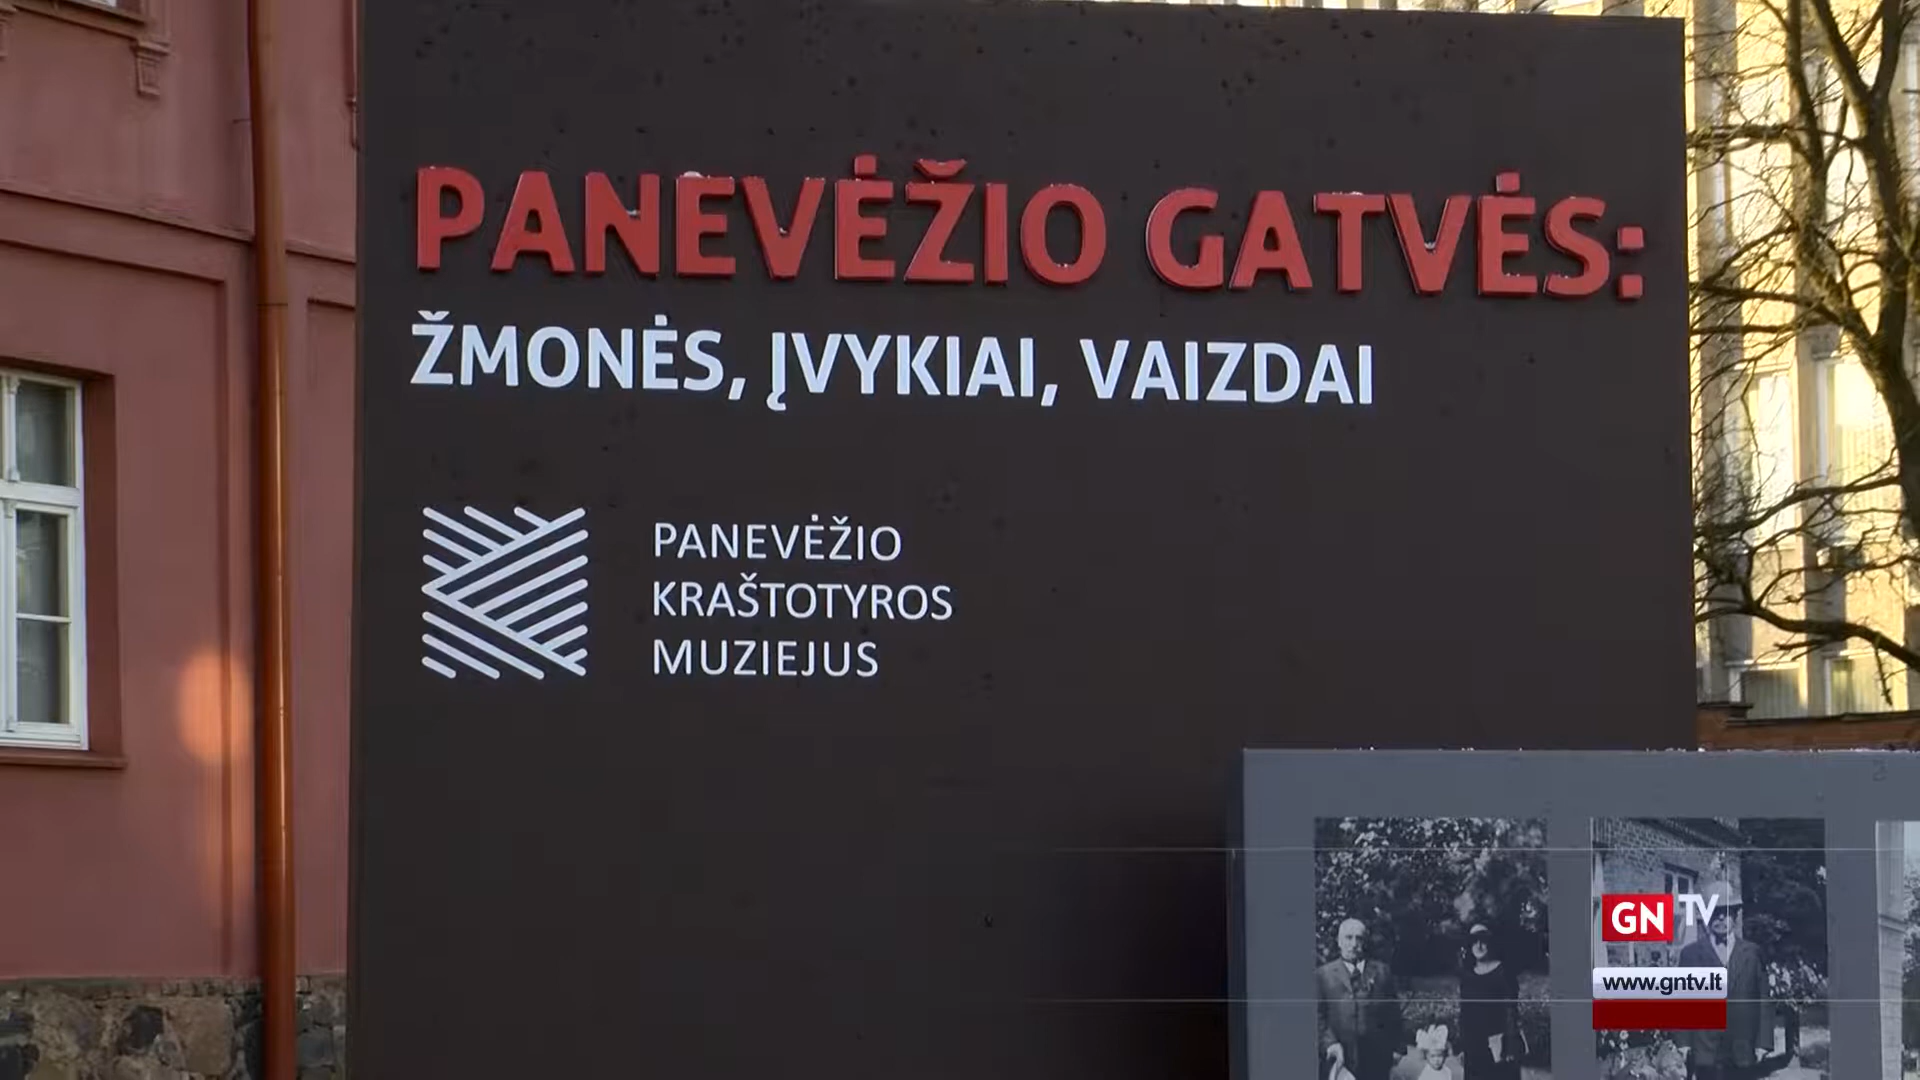 PANEVĖŽIO GATVĖS:
ŽMONĖS, ĮVYKIAI, VAIZDAI
PANEVĖŽIO
KRAŠTOTYROS
MUZIEJUS
GN TV
www.gntv.lt